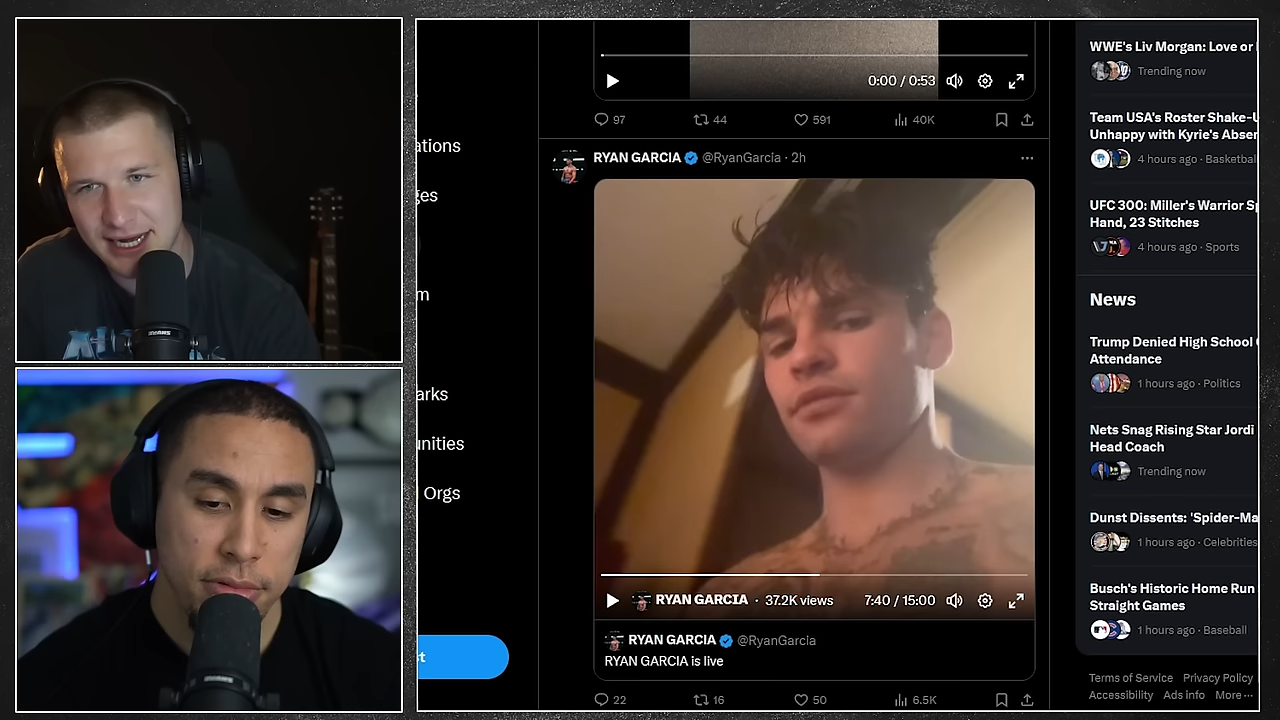 0:00 / 0:53
97
44
591
40K
RYAN GARCIA @RyanGarcia · 2h
RYAN GARCIA · 37.2K views 7:40 / 15:00
RYAN GARCIA @RyanGarcia
RYAN GARCIA is live
22
16
50
6.5K
ations
ges
m
arks
unities
Orgs
t
WWE's Liv Morgan: Love or
Trending now
Team USA's Roster Shake-U
Unhappy with Kyrie's Absen
4 hours ago · Basketbal
UFC 300: Miller's Warrior Sp
Hand, 23 Stitches
4 hours ago · Sports
News
Trump Denied High School
Attendance
1 hours ago · Politics
Nets Snag Rising Star Jordi
Head Coach
Trending now
Dunst Dissents: 'Spider-Ma
1 hours ago · Celebrities
Busch's Historic Home Run
Straight Games
1 hours ago · Baseball
Terms of Service Privacy Policy
Accessibility Ads info More ···